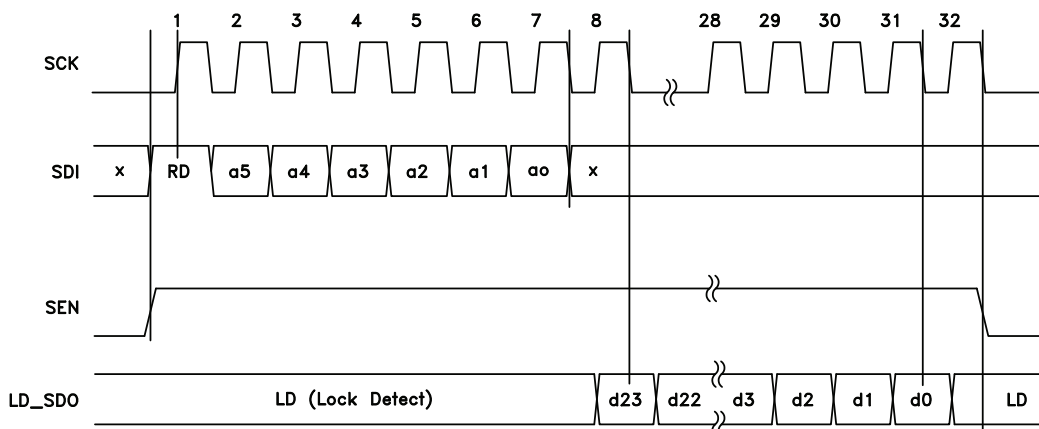 1 2 3 4 5 6 7 8 28 29 30 31 32
SCK
SDI x RD a5 a4 a3 a2 a1 ao x
SEN
LD_SDO LD (Lock Detect) d23 d22 d3 d2 d1 d0 LD